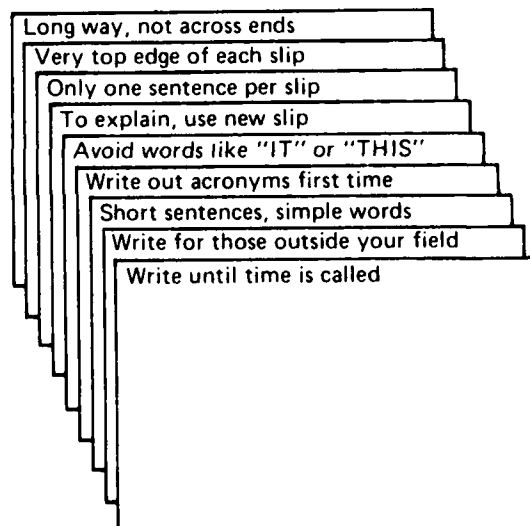 Long way, not across ends
Very top edge of each slip
Only one sentence per slip
To explain, use new slip
Avoid words like "IT" or "THIS"
Write out acronyms first time
Short sentences, simple words
Write for those outside your field
Write until time is called